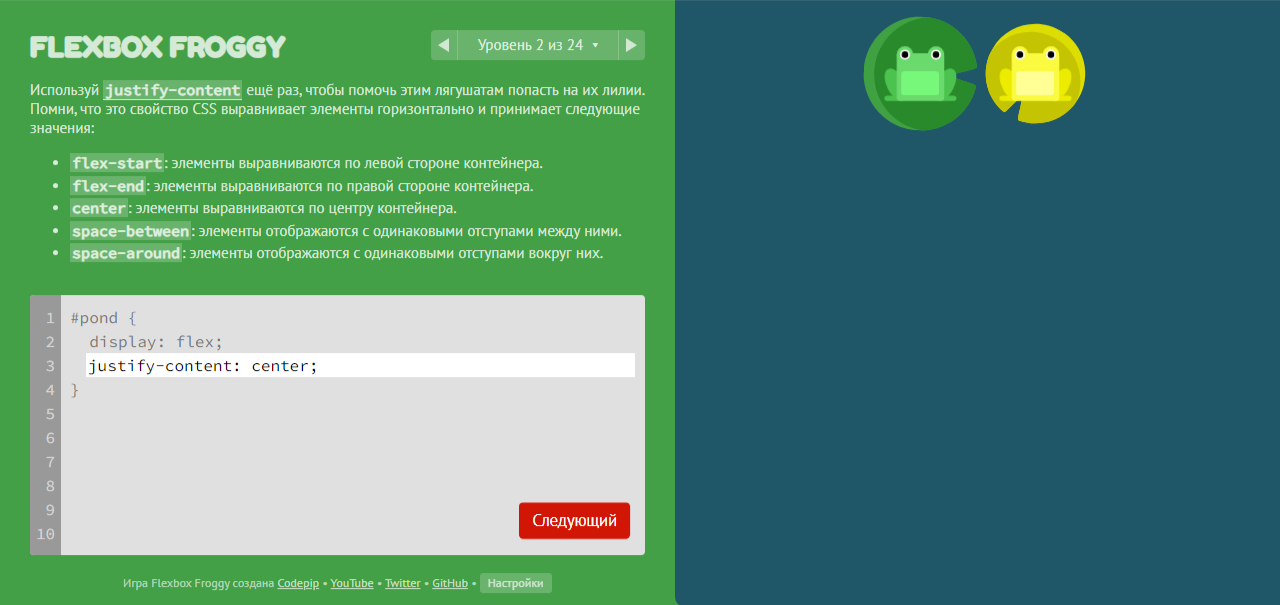 FLEXBOX FROGGY
Уровень 2 из 24 ▾
Используй justify-content ещё раз, чтобы помочь этим лягушатам попасть на их лилии.
Помни, что это свойство CSS выравнивает элементы горизонтально и принимает следующие
значения:
• flex-start: элементы выравниваются по левой стороне контейнера.
• flex-end: элементы выравниваются по правой стороне контейнера.
• center: элементы выравниваются по центру контейнера.
• space-between: элементы отображаются с одинаковыми отступами между ними.
• space-around: элементы отображаются с одинаковыми отступами вокруг них.
1 #pond {
2 display: flex;
3 justify-content: center;
4 }
5
6
7
8
9
10
Следующий
Игра Flexbox Froggy создана Codepip • YouTube • Twitter • GitHub • Настройки